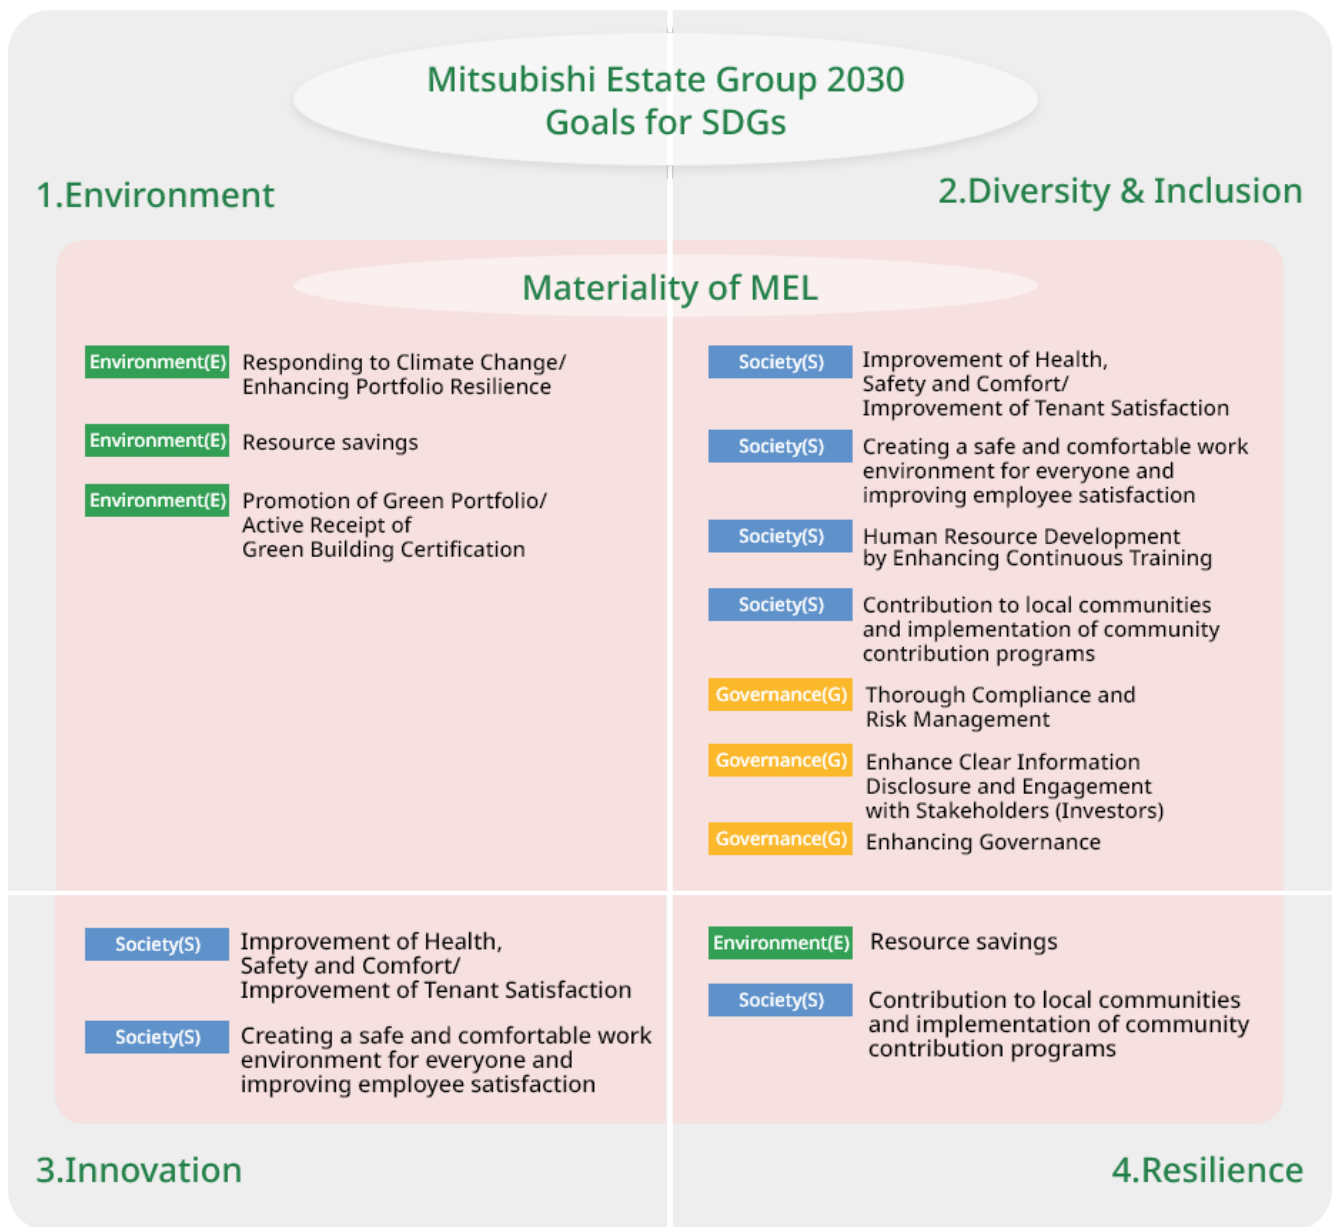 Mitsubishi Estate Group 2030
Goals for SDGs
1.Environment
2.Diversity & Inclusion
Materiality of MEL
Environment(E)
Responding to Climate Change/
Enhancing Portfolio Resilience
Environment(E)
Resource savings
Environment(E)
Promotion of Green Portfolio/
Active Receipt of
Green Building Certification
Society(S)
Improvement of Health,
Safety and Comfort/
Improvement of Tenant Satisfaction
Society(S)
Creating a safe and comfortable work
environment for everyone and
improving employee satisfaction
Society(S)
Human Resource Development
by Enhancing Continuous Training
Society(S)
Contribution to local communities
and implementation of community
contribution programs
Governance(G)
Thorough Compliance and
Risk Management
Governance(G)
Enhance Clear Information
Disclosure and Engagement
with Stakeholders (Investors)
Governance(G)
Enhancing Governance
Society(S)
Improvement of Health,
Safety and Comfort/
Improvement of Tenant Satisfaction
Society(S)
Creating a safe and comfortable work
environment for everyone and
improving employee satisfaction
Environment(E)
Resource savings
Society(S)
Contribution to local communities
and implementation of community
contribution programs
3.Innovation
4.Resilience